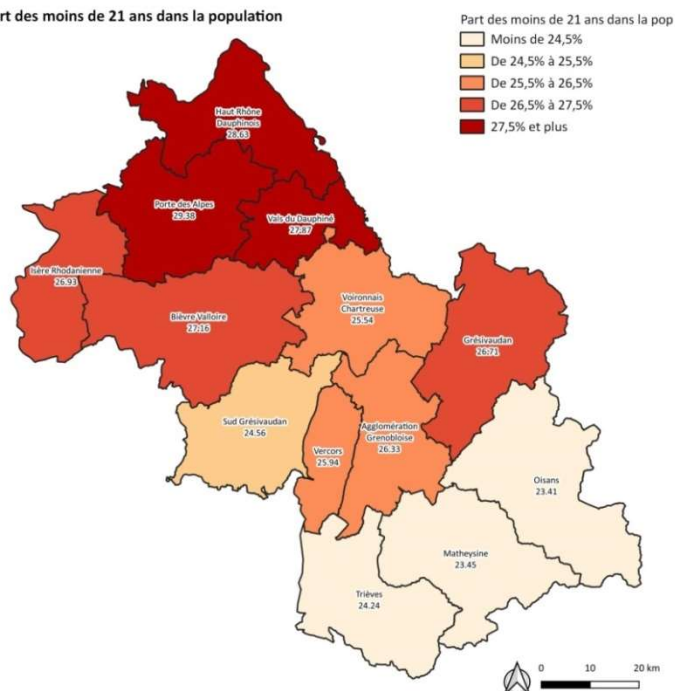 rt des moins de 21 ans dans la population
Part des moins de 21 ans dans la pop
Moins de 24,5%
De 24,5% à 25,5%
De 25,5% à 26,5%
De 26,5% à 27,5%
27,5% et plus
Haut Rhône
Dauphinois
28.63
Porte des Alpes
29.38
Vals du Dauphiné
27.87
Isère Rhodanienne
26.93
Bièvre Valloire
27.16
Voironnais
Chartreuse
25.54
Grésivaudan
26.71
Sud Grésivaudan
24.56
Vercors
25.94
Agglomération
Grenobloise
26.33
Oisans
23.41
Matheysine
23.45
Trièves
24.24
0 10 20 km